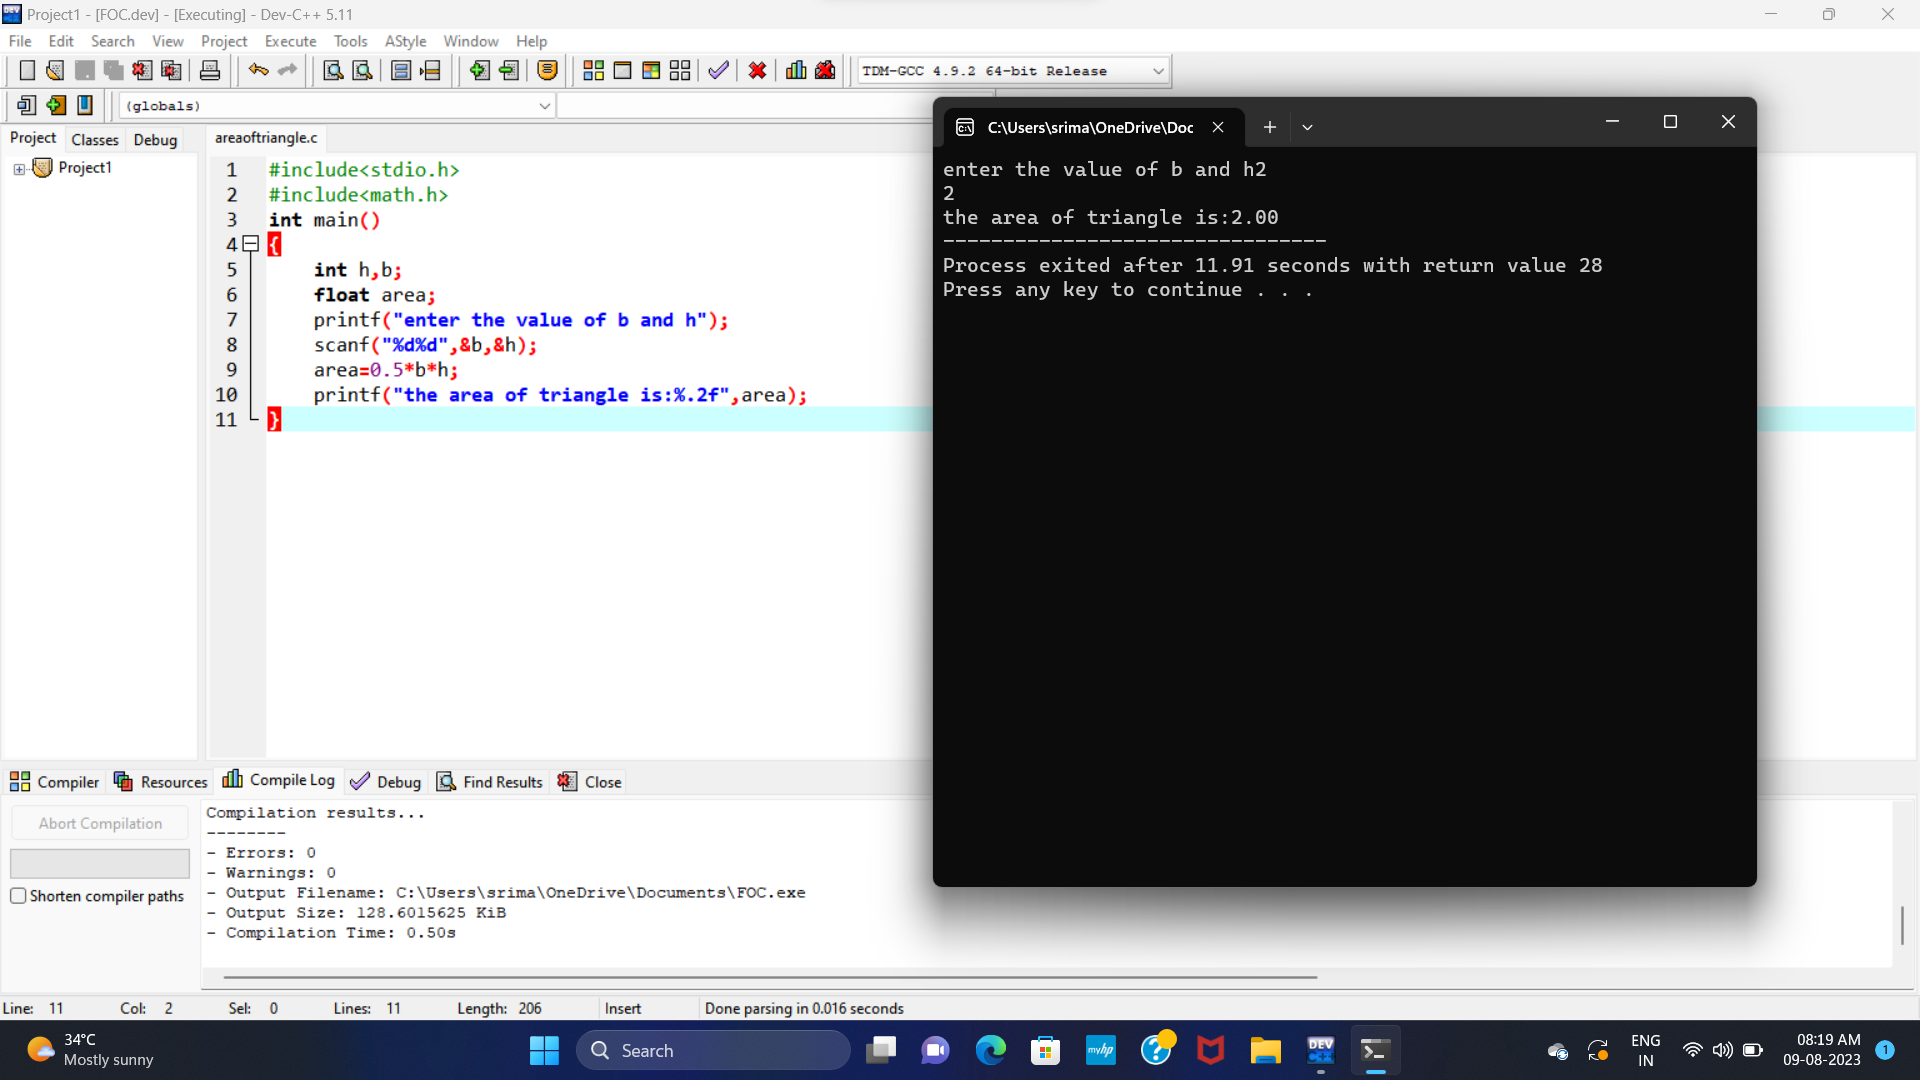 Project1 - [FOC.dev] - [Executing] - Dev-C++ 5.11
File Edit Search View Project Execute Tools AStyle Window Help
TDM-GCC 4.9.2 64-bit Release
(globals)
Project Classes Debug
areaoftriangle.c
Project1
1 #include<stdio.h>
2 #include<math.h>
3 int main()
4 {
5 int h,b;
6 float area;
7 printf("enter the value of b and h");
8 scanf("%d%d",&b,&h);
9 area=0.5*b*h;
10 printf("the area of triangle is:%.2f",area);
11 }
C:\Users\srima\OneDrive\Doc
enter the value of b and h2
2
the area of triangle is:2.00
--------------------------------
Process exited after 11.91 seconds with return value 28
Press any key to continue . . .
Compiler Resources Compile Log Debug Find Results Close
Abort Compilation
Shorten compiler paths
Compilation results...
--------
- Errors: 0
- Warnings: 0
- Output Filename: C:\Users\srima\OneDrive\Documents\FOC.exe
- Output Size: 128.6015625 KiB
- Compilation Time: 0.50s
Line: 11 Col: 2 Sel: 0 Lines: 11 Length: 206 Insert Done parsing in 0.016 seconds
34°C
Mostly sunny
Search
myhp
DEV
C++
ENG
IN
08:19 AM
09-08-2023
1